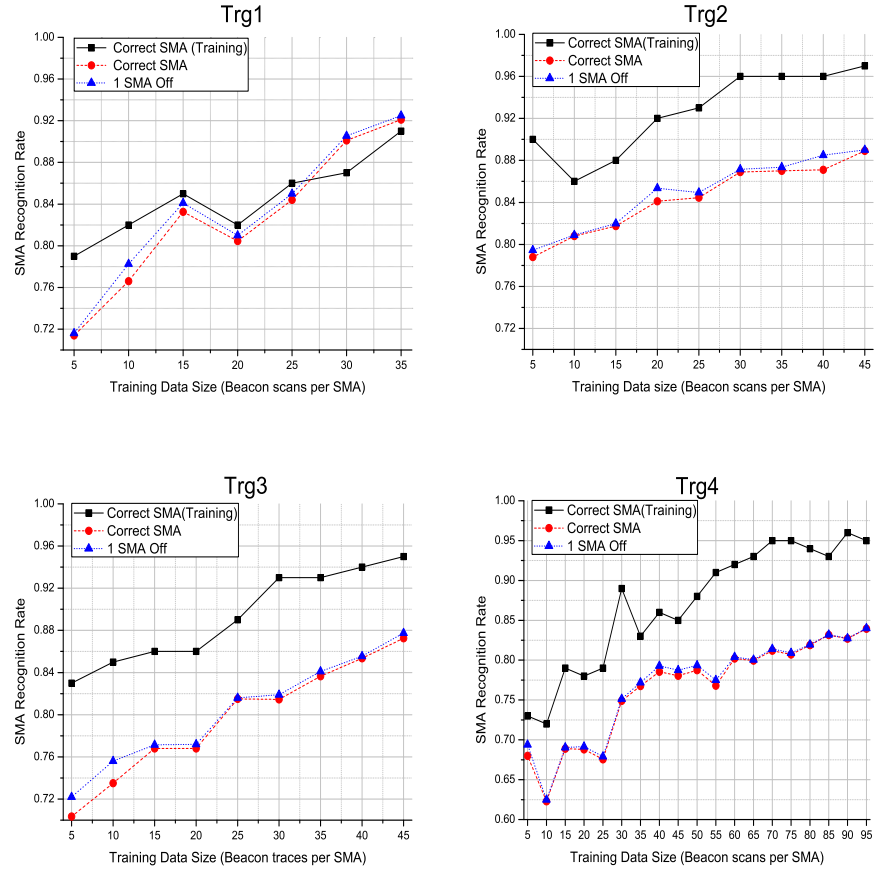 Trg1
1.00
0.96
0.92
0.88
0.84
0.80
0.76
0.72
SMA Recognition Rate
Correct SMA (Training)
Correct SMA
1 SMA Off
5 10 15 20 25 30 35
Training Data Size (Beacon scans per SMA)
Trg2
1.00
0.96
0.92
0.88
0.84
0.80
0.76
0.72
SMA Recognition Rate
Correct SMA(Training)
Correct SMA
1 SMA Off
5 10 15 20 25 30 35 40 45
Training Data size (Beacon scans per SMA)
Trg3
1.00
0.96
0.92
0.88
0.84
0.80
0.76
0.72
SMA Recognition Rate
Correct SMA(Training)
Correct SMA
1 SMA Off
5 10 15 20 25 30 35 40 45
Training Data Size (Beacon traces per SMA)
Trg4
1.00
0.95
0.90
0.85
0.80
0.75
0.70
0.65
0.60
SMA Recognition Rate
Correct SMA(Training)
Correct SMA
1 SMA Off
5 10 15 20 25 30 35 40 45 50 55 60 65 70 75 80 85 90 95
Training Data Size (Beacon scans per SMA)